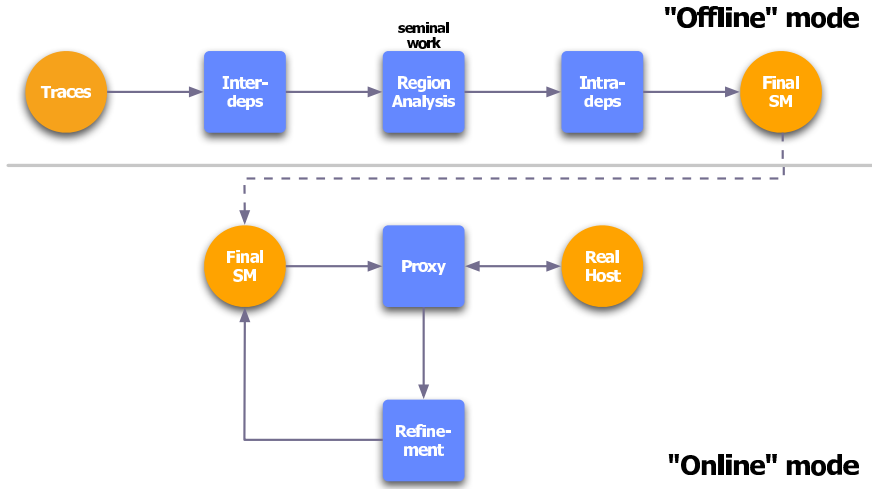 "Offline" mode
seminal
work
Traces
Inter-
deps
Region
Analysis
Intra-
deps
Final
SM
Final
SM
Proxy
Real
Host
Refine-
ment
"Online" mode